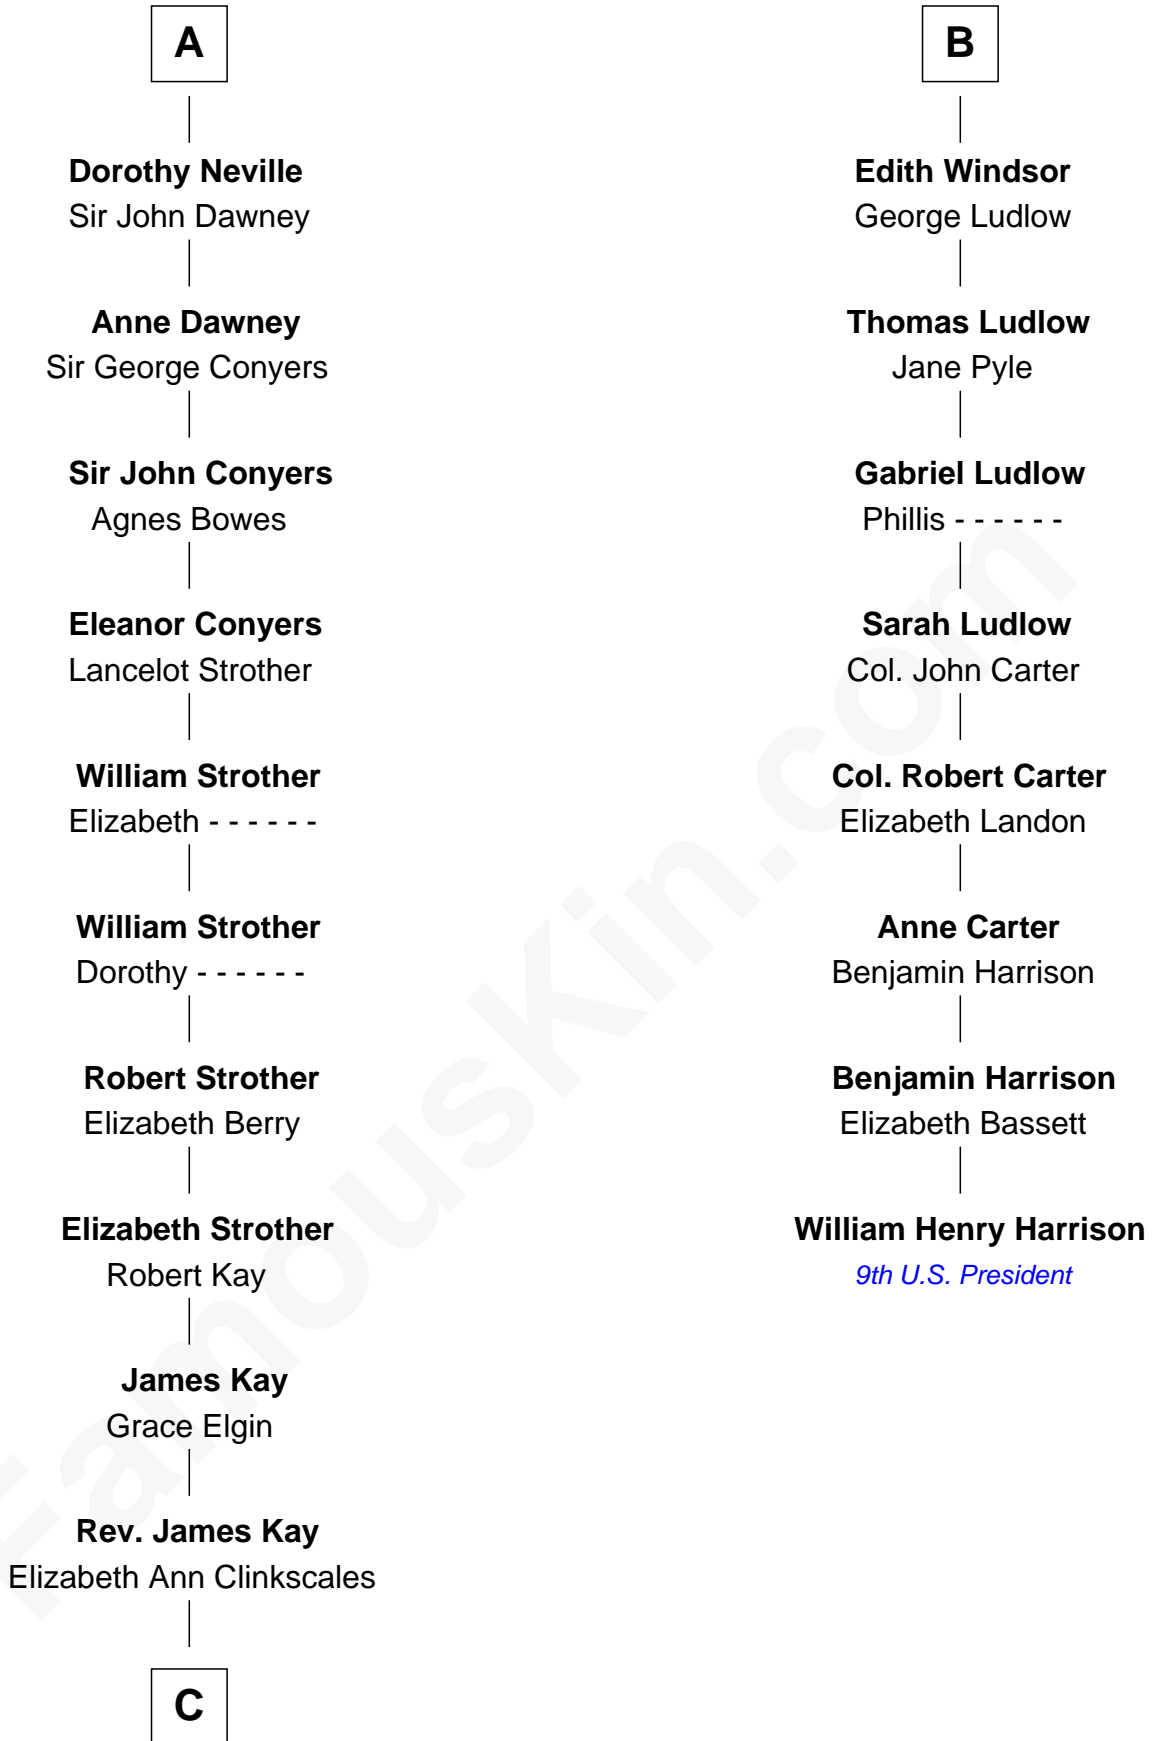 A
Dorothy Neville
Sir John Dawney
Anne Dawney
Sir George Conyers
Sir John Conyers
Agnes Bowes
Eleanor Conyers
Lancelot Strother
William Strother
Elizabeth - - - - - -
William Strother
Dorothy - - - - - -
Robert Strother
Elizabeth Berry
Elizabeth Strother
Robert Kay
James Kay
Grace Elgin
Rev. James Kay
Elizabeth Ann Clinkscales
C
B
Edith Windsor
George Ludlow
Thomas Ludlow
Jane Pyle
Gabriel Ludlow
Phillis - - - - - -
Sarah Ludlow
Col. John Carter
Col. Robert Carter
Elizabeth Landon
Anne Carter
Benjamin Harrison
Benjamin Harrison
Elizabeth Bassett
William Henry Harrison
9th U.S. President
FamousKin.com